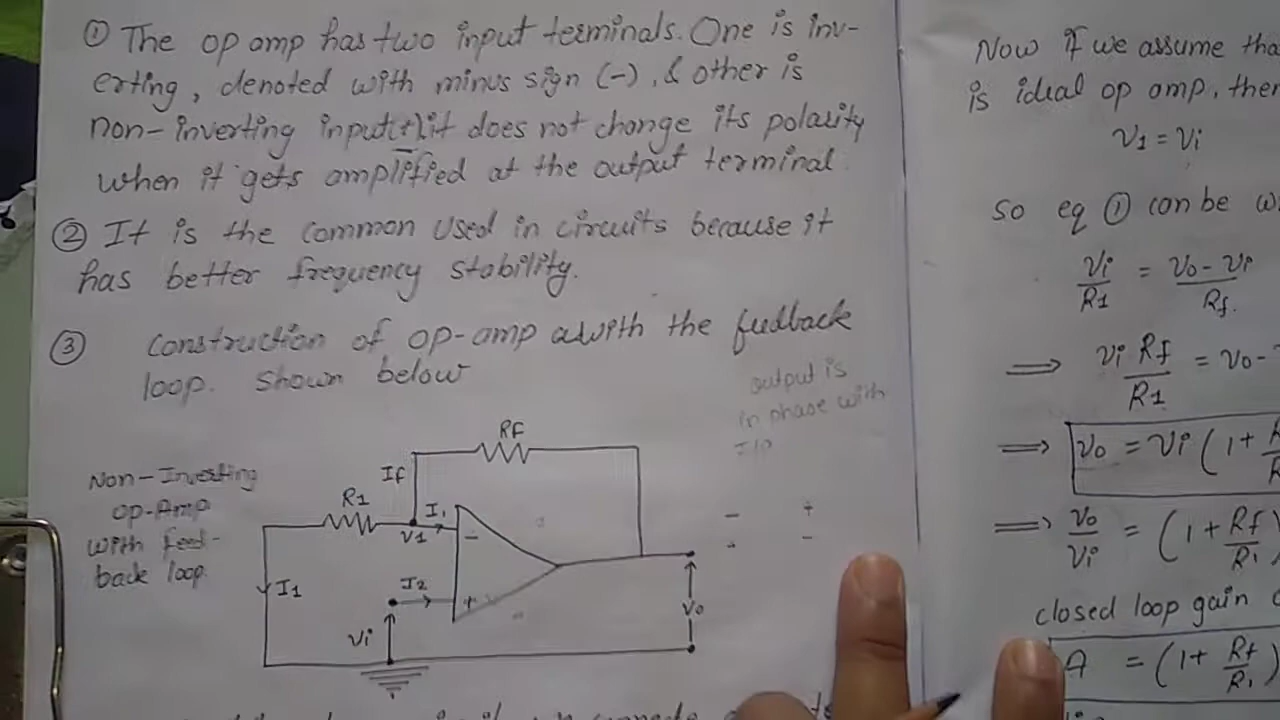 ① The op amp has two input terminals. One is inv-
erting, denoted with minus sign (-), & other is
non-inverting input(+) it does not change its polarity
when it gets amplified at the output terminal.
② It is the common used in circuits because it
has better frequency stability.
③ construction of op-amp with the fudback
loop. shown below
output is
in phase with
Non-Inverting
op-Amp
with feed-
back loop
RF
If
R1
I1
V1
-
I2
+
I1
Vi
Vo
- +
+ -
Now if we assume tha
is ideal op amp, then
V1 = Vi
so eq ① can be w
Vi/R1 = Vo - Vi/Rf.
⟹ Vi Rf/R1 = Vo -
⟹ Vo = Vi (1 +
⟹ Vo/Vi = (1 + Rf/R1)
closed loop gain
A = (1 + Rf/R1)